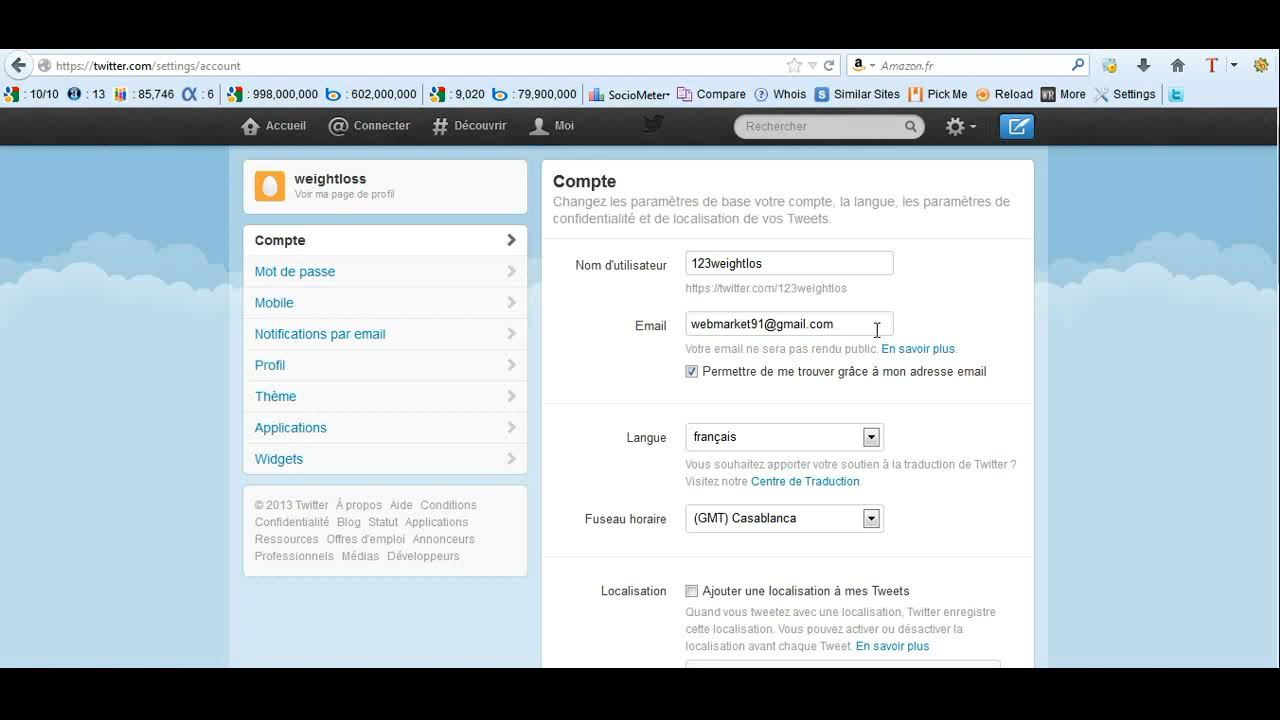 https://twitter.com/settings/account
Amazon.fr
: 10/10 : 13 : 85,746 : 6 : 998,000,000 : 602,000,000 : 9,020 : 79,900,000 SocioMeter Compare Whois Similar Sites Pick Me Reload More Settings
Accueil Connecter Découvrir Moi Rechercher
weightloss
Voir ma page de profil
Compte
Mot de passe
Mobile
Notifications par email
Profil
Thème
Applications
Widgets
© 2013 Twitter À propos Aide Conditions
Confidentialité Blog Statut Applications
Ressources Offres d'emploi Annonceurs
Professionnels Médias Développeurs
Compte
Changez les paramètres de base votre compte, la langue, les paramètres de
confidentialité et de localisation de vos Tweets.
Nom d'utilisateur 123weightlos
https://twitter.com/123weightlos
Email webmarket91@gmail.com
Votre email ne sera pas rendu public. En savoir plus.
Permettre de me trouver grâce à mon adresse email
Langue français
Vous souhaitez apporter votre soutien à la traduction de Twitter ?
Visitez notre Centre de Traduction.
Fuseau horaire (GMT) Casablanca
Localisation Ajouter une localisation à mes Tweets
Quand vous tweetez avec une localisation, Twitter enregistre
cette localisation. Vous pouvez activer ou désactiver la
localisation avant chaque Tweet. En savoir plus